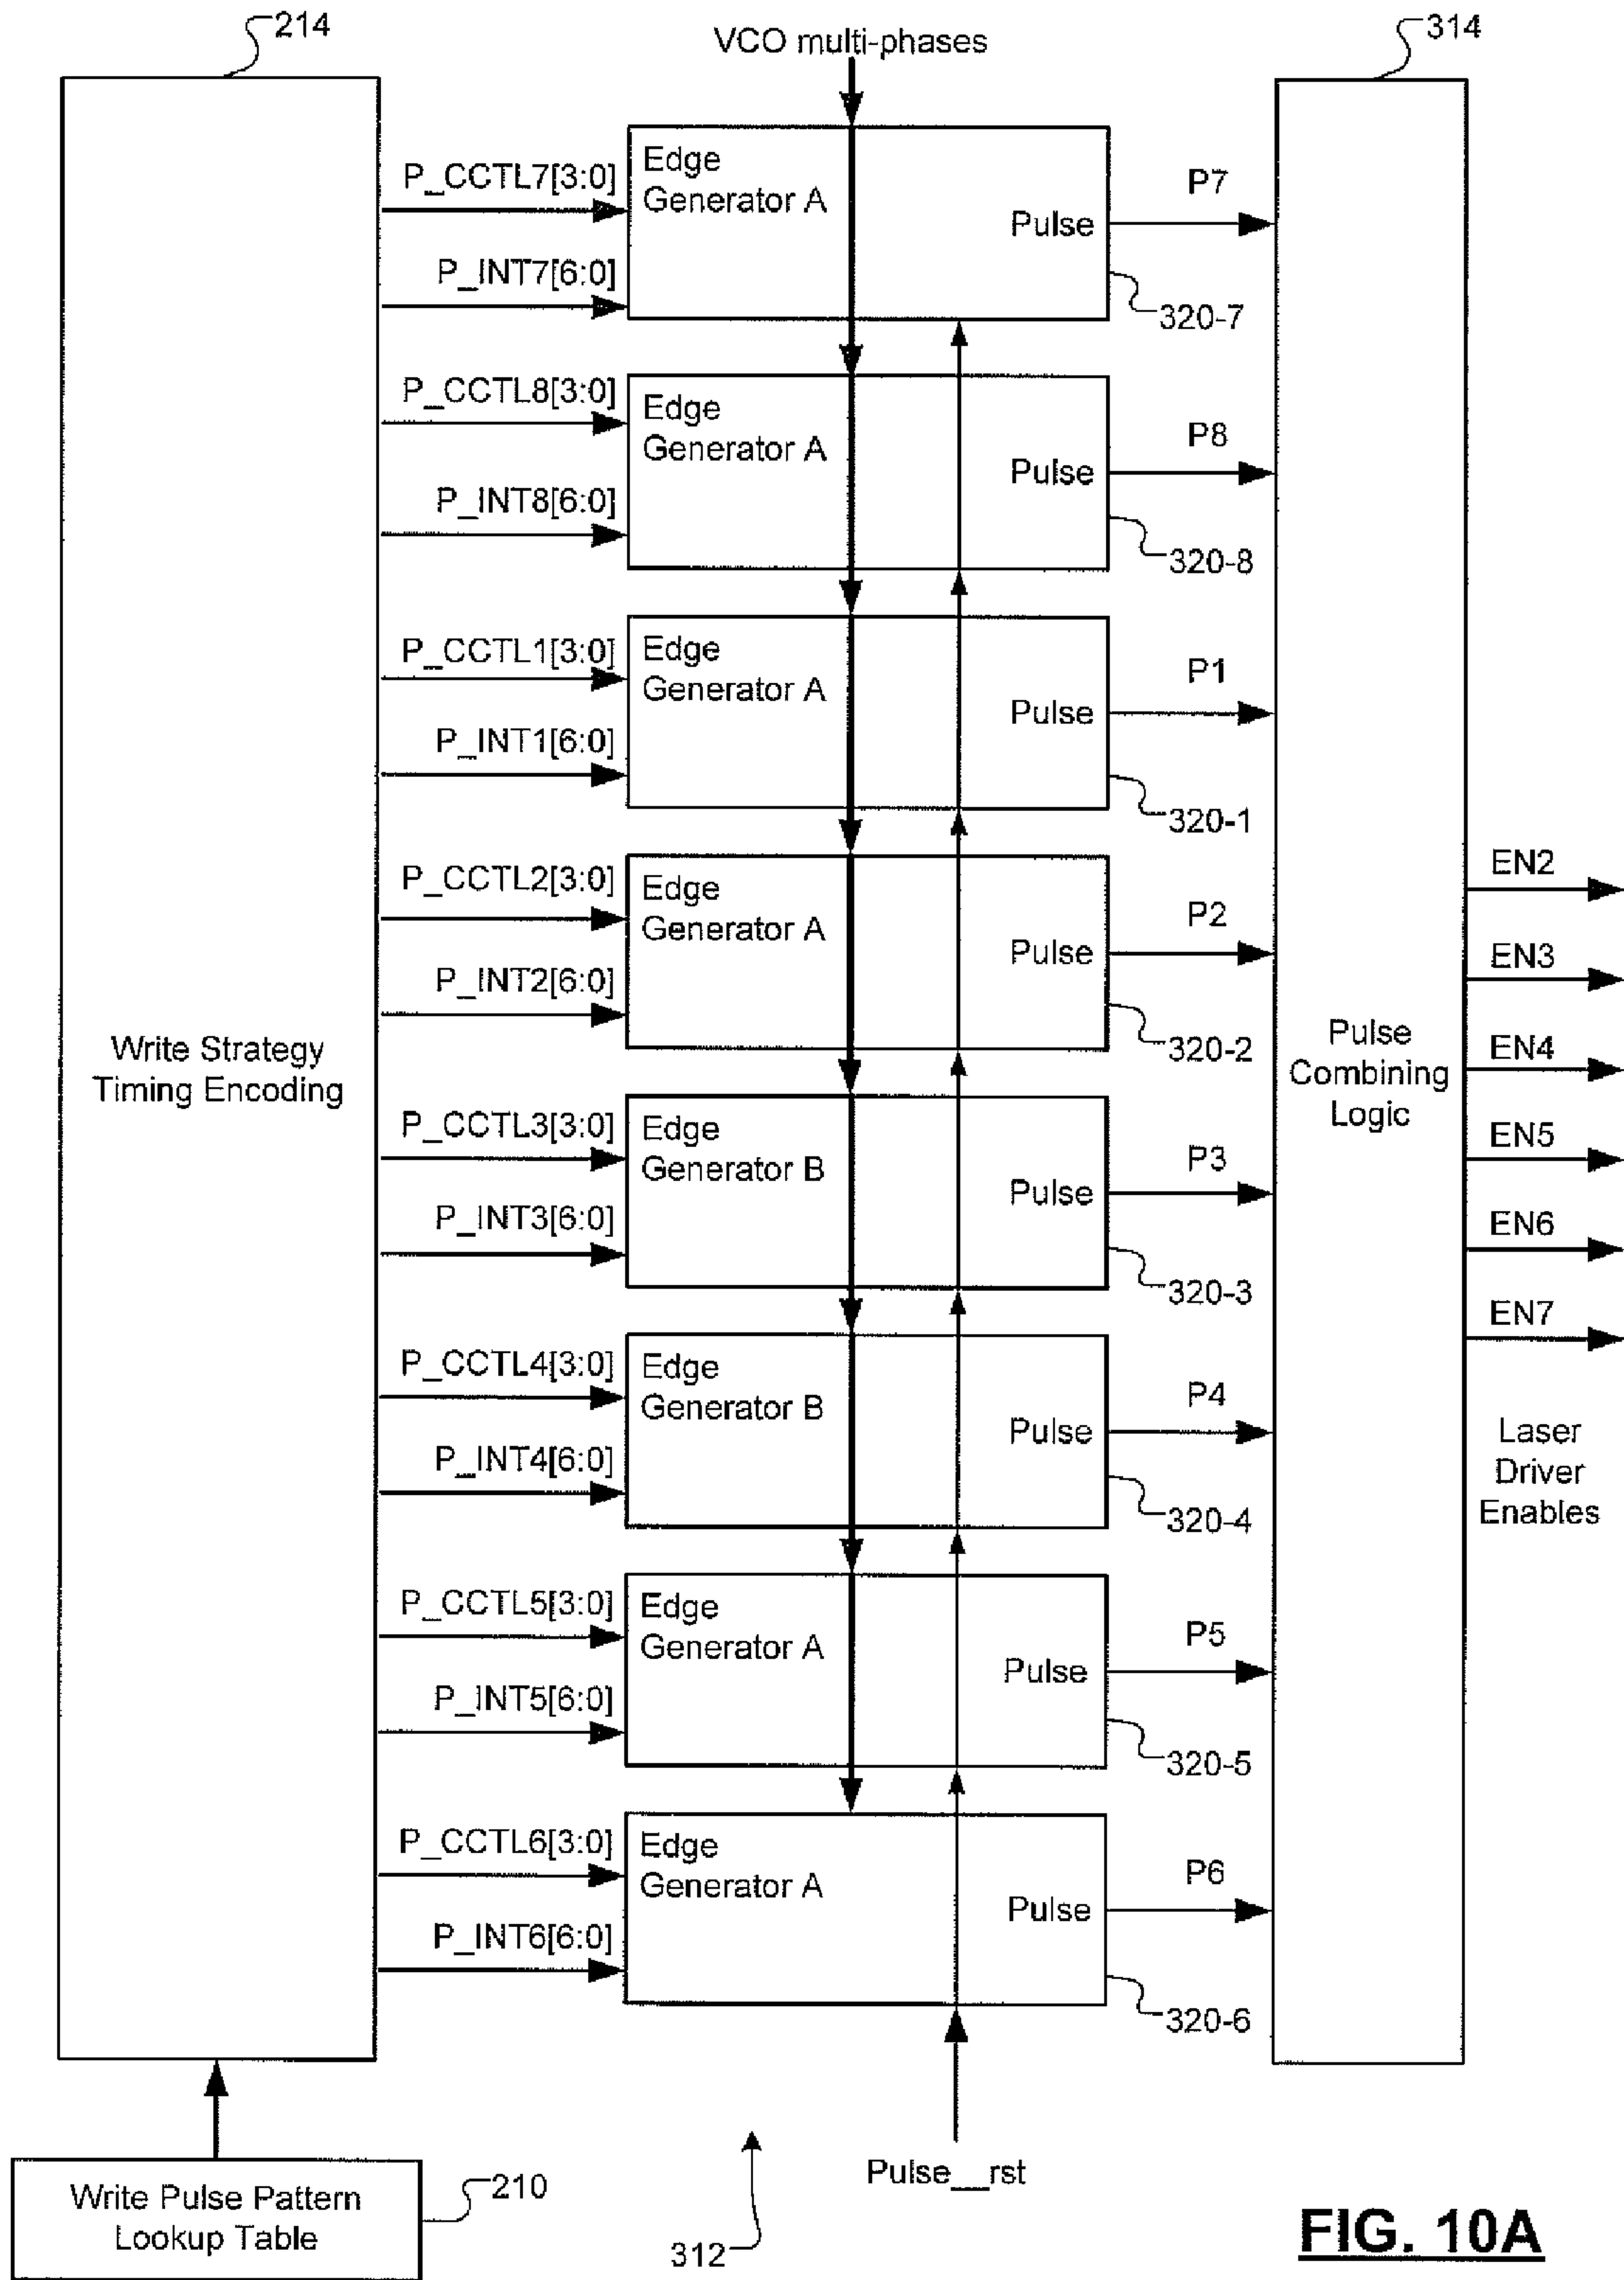 214
VCO multi-phases
314
P_CCTL7[3:0]
P_INT7[6:0]
Edge
Generator A
Pulse
P7
320-7
P_CCTL8[3:0]
P_INT8[6:0]
Edge
Generator A
Pulse
P8
320-8
P_CCTL1[3:0]
P_INT1[6:0]
Edge
Generator A
Pulse
P1
320-1
P_CCTL2[3:0]
P_INT2[6:0]
Edge
Generator A
Pulse
P2
320-2
Write Strategy
Timing Encoding
P_CCTL3[3:0]
P_INT3[6:0]
Edge
Generator B
Pulse
P3
320-3
P_CCTL4[3:0]
P_INT4[6:0]
Edge
Generator B
Pulse
P4
320-4
P_CCTL5[3:0]
P_INT5[6:0]
Edge
Generator A
Pulse
P5
320-5
P_CCTL6[3:0]
P_INT6[6:0]
Edge
Generator A
Pulse
P6
320-6
Pulse
Combining
Logic
EN2
EN3
EN4
EN5
EN6
EN7
Laser
Driver
Enables
Write Pulse Pattern
Lookup Table
210
312
Pulse__rst
FIG. 10A